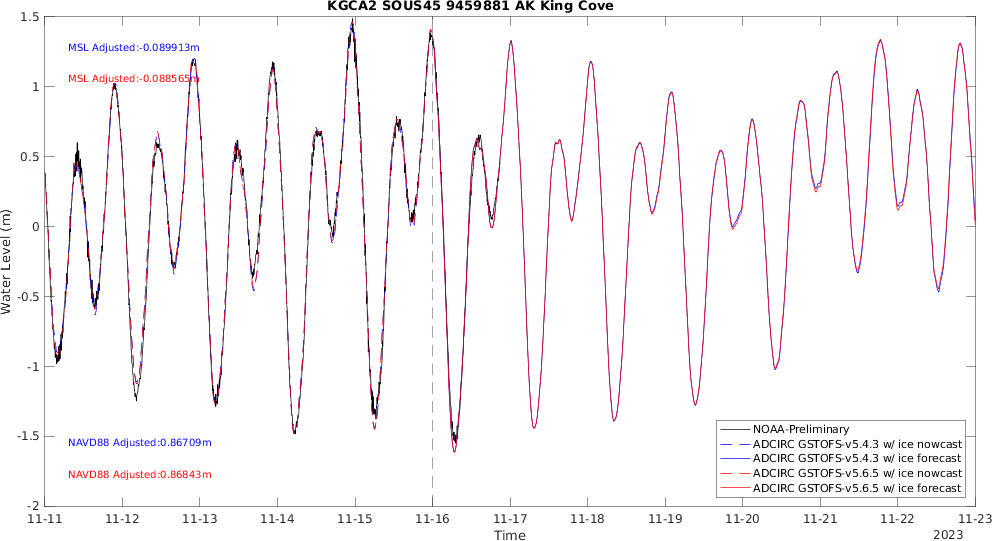 KGCA2 SOUS45 9459881 AK King Cove
1.5
1
0.5
0
-0.5
-1
-1.5
-2
Water Level (m)
MSL Adjusted:-0.089913m
MSL Adjusted:-0.088565m
NAVD88 Adjusted:0.86709m
NAVD88 Adjusted:0.86843m
NOAA-Preliminary
ADCIRC GSTOFS-v5.4.3 w/ ice nowcast
ADCIRC GSTOFS-v5.4.3 w/ ice forecast
ADCIRC GSTOFS-v5.6.5 w/ ice nowcast
ADCIRC GSTOFS-v5.6.5 w/ ice forecast
11-11 11-12 11-13 11-14 11-15 11-16 11-17 11-18 11-19 11-20 11-21 11-22 11-23
Time
2023